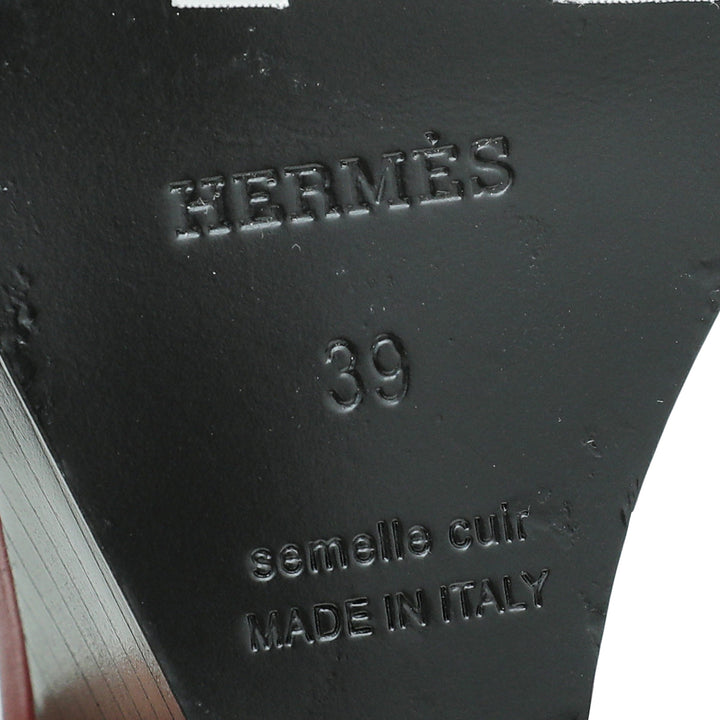 HERMÈS
39
semelle cuir
MADE IN ITALY